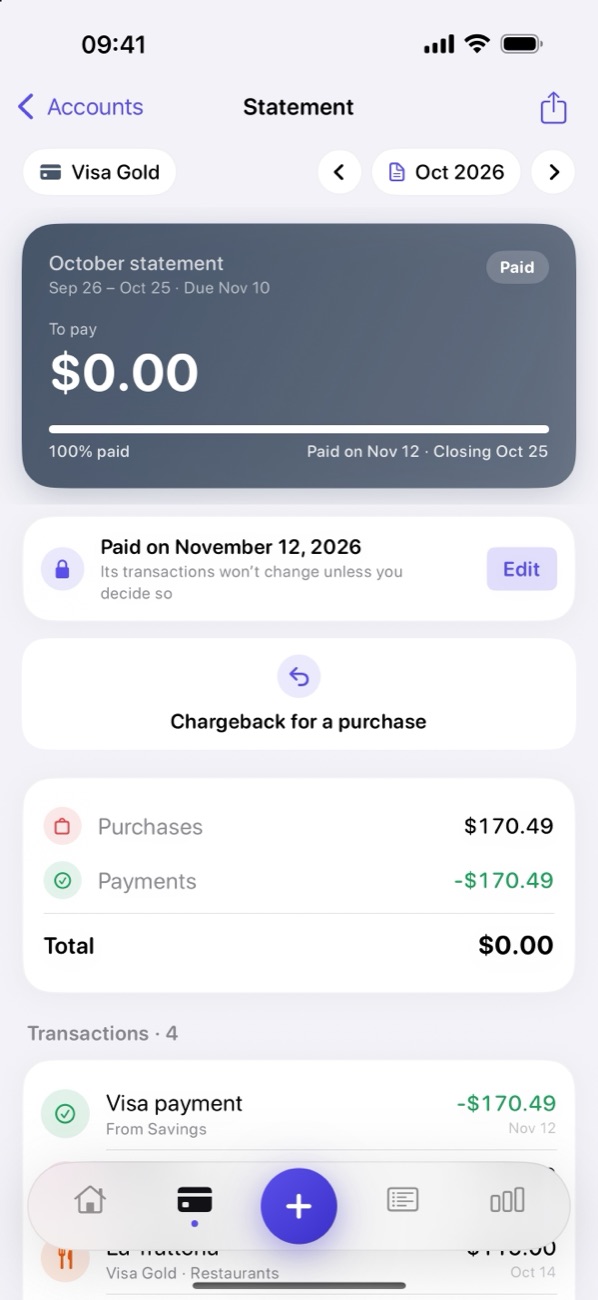 09:41
Accounts
Statement
Visa Gold
Oct 2026
October statement
Paid
Sep 26 – Oct 25 · Due Nov 10
To pay
$0.00
100% paid
Paid on Nov 12 · Closing Oct 25
Paid on November 12, 2026
Its transactions won't change unless you
decide so
Edit
Chargeback for a purchase
Purchases
$170.49
Payments
-$170.49
Total
$0.00
Transactions · 4
Visa payment
-$170.49
From Savings
Nov 12
Visa Gold · Restaurants
Oct 14